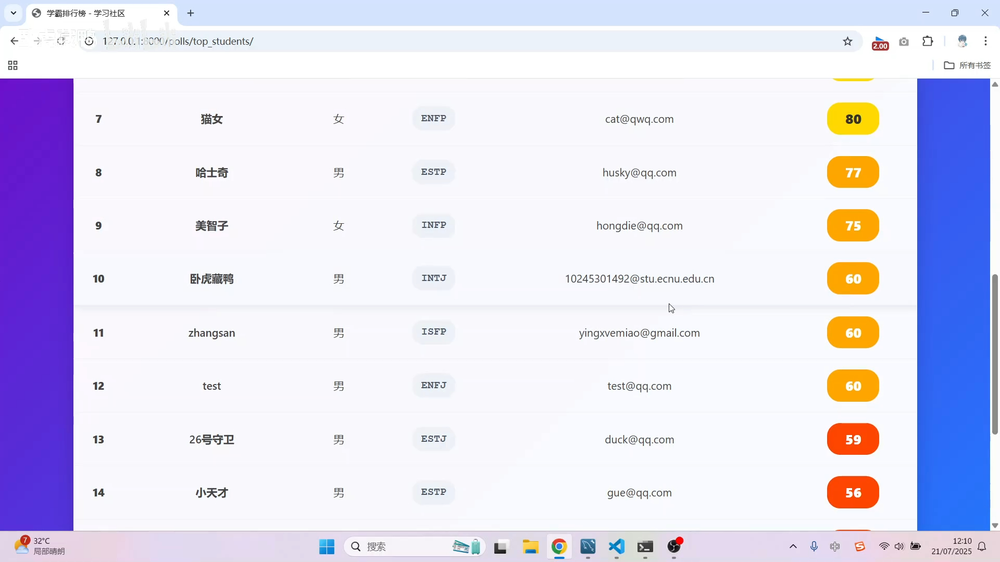 学霸排行榜 - 学习社区
127.0.0.1:8000/polls/top_students/
2.00
所有书签
7 猫女 女 ENFP cat@qwq.com 80
8 哈士奇 男 ESTP husky@qq.com 77
9 美智子 女 INFP hongdie@qq.com 75
10 卧虎藏鸭 男 INTJ 10245301492@stu.ecnu.edu.cn 60
11 zhangsan 男 ISFP yingxvemiao@gmail.com 60
12 test 男 ENFJ test@qq.com 60
13 26号守卫 男 ESTJ duck@qq.com 59
14 小天才 男 ESTP gue@qq.com 56
7
32°C
局部晴朗
搜索
中
12:10
21/07/2025